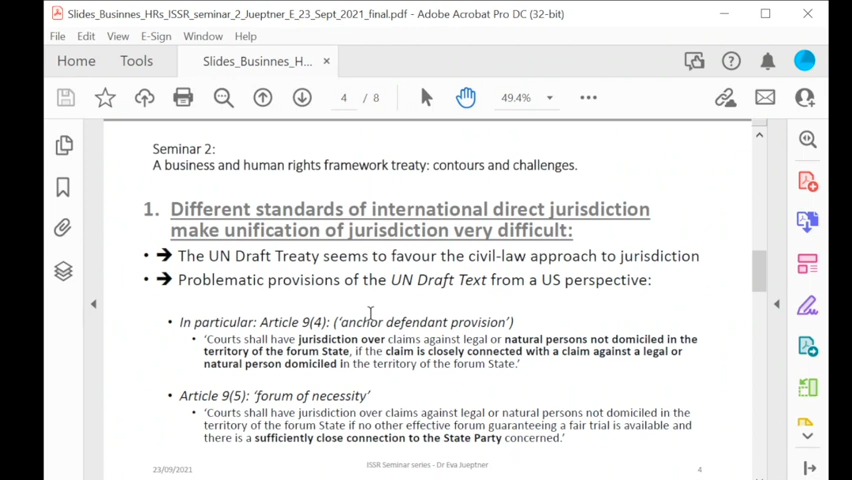 Slides_Businnes_HRs_ISSR_seminar_2_Jueptner_E_23_Sept_2021_final.pdf - Adobe Acrobat Pro DC (32-bit)
File Edit View E-Sign Window Help
Home Tools Slides_Businnes_H... ×
4 / 8 49.4%
Seminar 2:
A business and human rights framework treaty: contours and challenges.
1. Different standards of international direct jurisdiction
make unification of jurisdiction very difficult:
• → The UN Draft Treaty seems to favour the civil-law approach to jurisdiction
• → Problematic provisions of the UN Draft Text from a US perspective:
• In particular: Article 9(4): (‘anchor defendant provision’)
• ‘Courts shall have jurisdiction over claims against legal or natural persons not domiciled in the
territory of the forum State, if the claim is closely connected with a claim against a legal or
natural person domiciled in the territory of the forum State.’
• Article 9(5): ‘forum of necessity’
• ‘Courts shall have jurisdiction over claims against legal or natural persons not domiciled in the
territory of the forum State if no other effective forum guaranteeing a fair trial is available and
there is a sufficiently close connection to the State Party concerned.’
23/09/2021 ISSR Seminar series - Dr Eva Jueptner 4